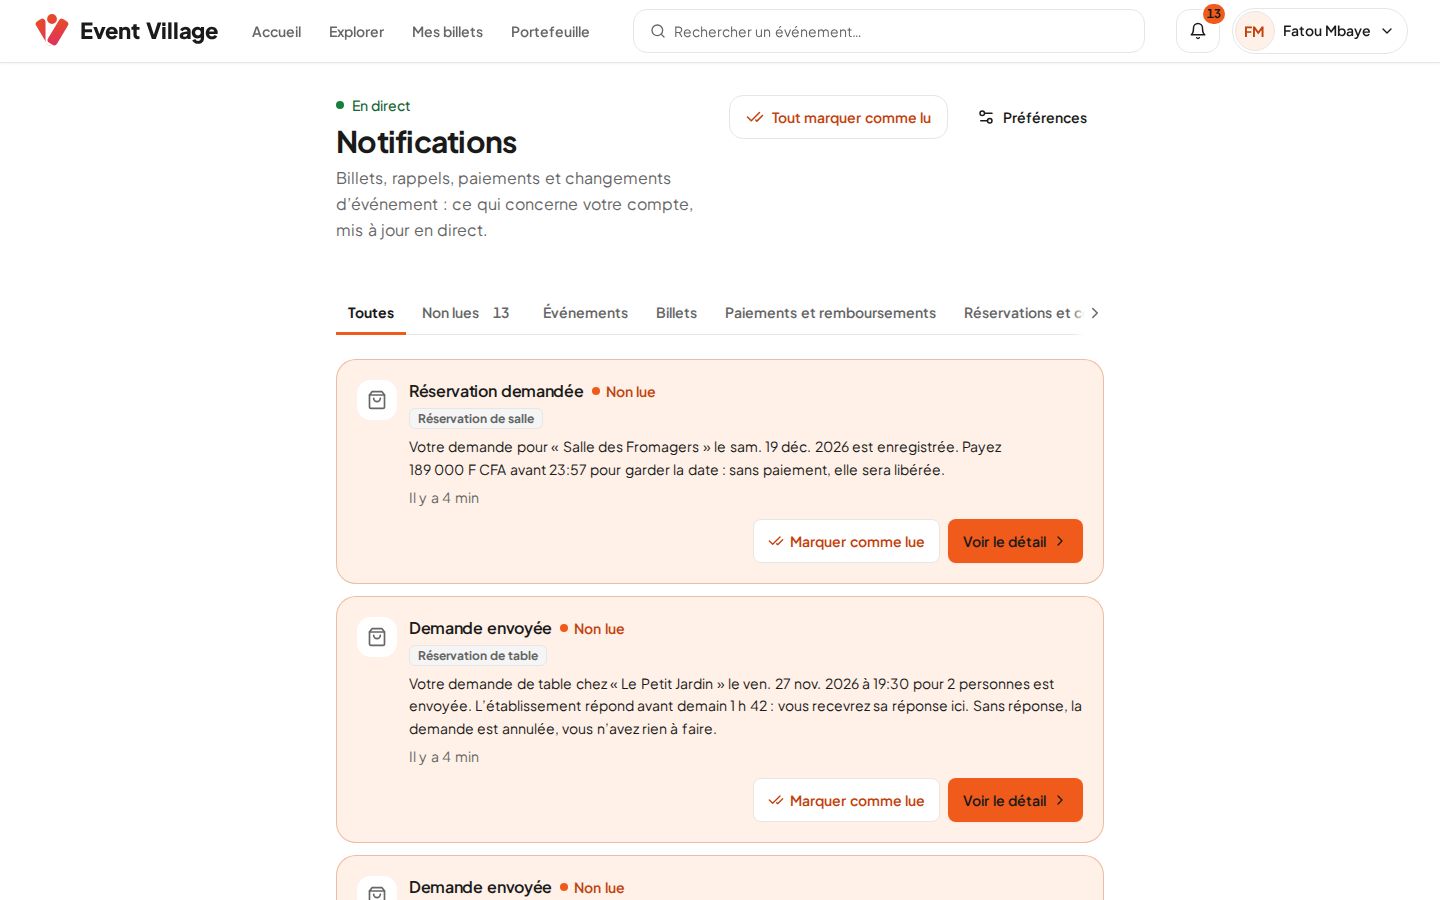 Event Village
Accueil
Explorer
Mes billets
Portefeuille
Rechercher un événement…
13
FM
Fatou Mbaye
En direct
Notifications
Billets, rappels, paiements et changements
d’événement : ce qui concerne votre compte,
mis à jour en direct.
Tout marquer comme lu
Préférences
Toutes
Non lues 13
Événements
Billets
Paiements et remboursements
Réservations et c
Réservation demandée
Non lue
Réservation de salle
Votre demande pour « Salle des Fromagers » le sam. 19 déc. 2026 est enregistrée. Payez
189 000 F CFA avant 23:57 pour garder la date : sans paiement, elle sera libérée.
Il y a 4 min
Marquer comme lue
Voir le détail
Demande envoyée
Non lue
Réservation de table
Votre demande de table chez « Le Petit Jardin » le ven. 27 nov. 2026 à 19:30 pour 2 personnes est
envoyée. L’établissement répond avant demain 1 h 42 : vous recevrez sa réponse ici. Sans réponse, la
demande est annulée, vous n’avez rien à faire.
Il y a 4 min
Marquer comme lue
Voir le détail
Demande envoyée
Non lue